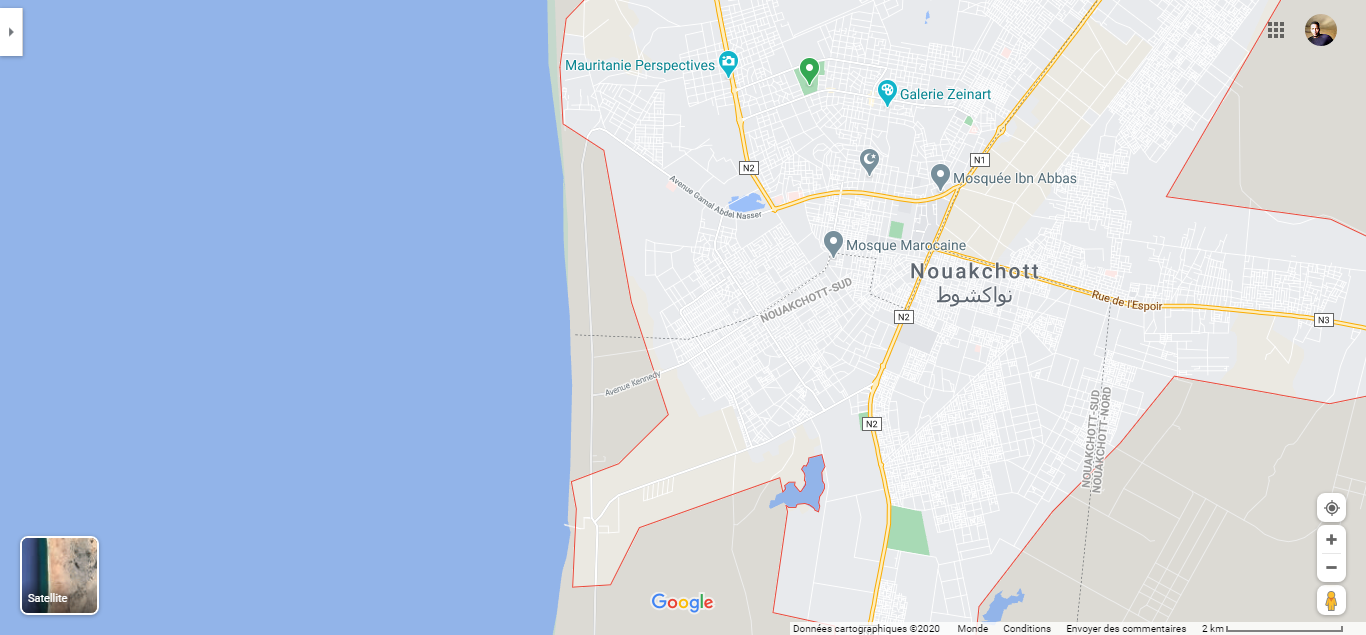 Mauritanie Perspectives
Galerie Zeinart
N1
N2
Mosquée Ibn Abbas
Avenue Gamal Abdel Nasser
Mosque Marocaine
Nouakchott
نواكشوط
NOUAKCHOTT-SUD
Rue de l'Espoir
N2
N3
Avenue Kennedy
N2
NOUAKCHOTT-SUD
NOUAKCHOTT-NORD
Satellite
Google
Données cartographiques ©2020 Monde Conditions Envoyer des commentaires 2 km